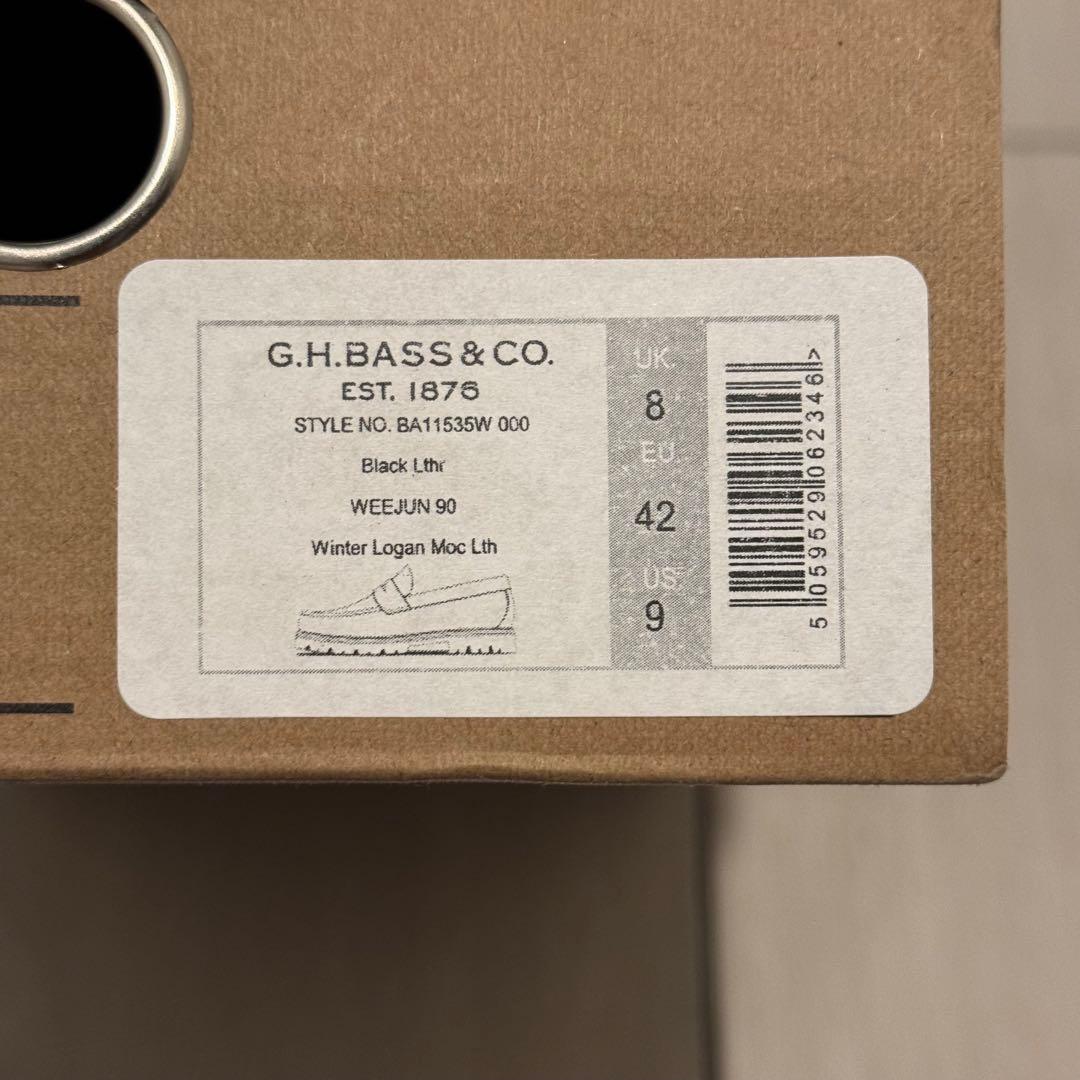 G.H.BASS & CO.
EST. 1876
STYLE NO. BA11535W 000
Black Lthr
WEEJUN 90
Winter Logan Moc Lth
UK
8
EU
42
US
9
5 059529 062346 >